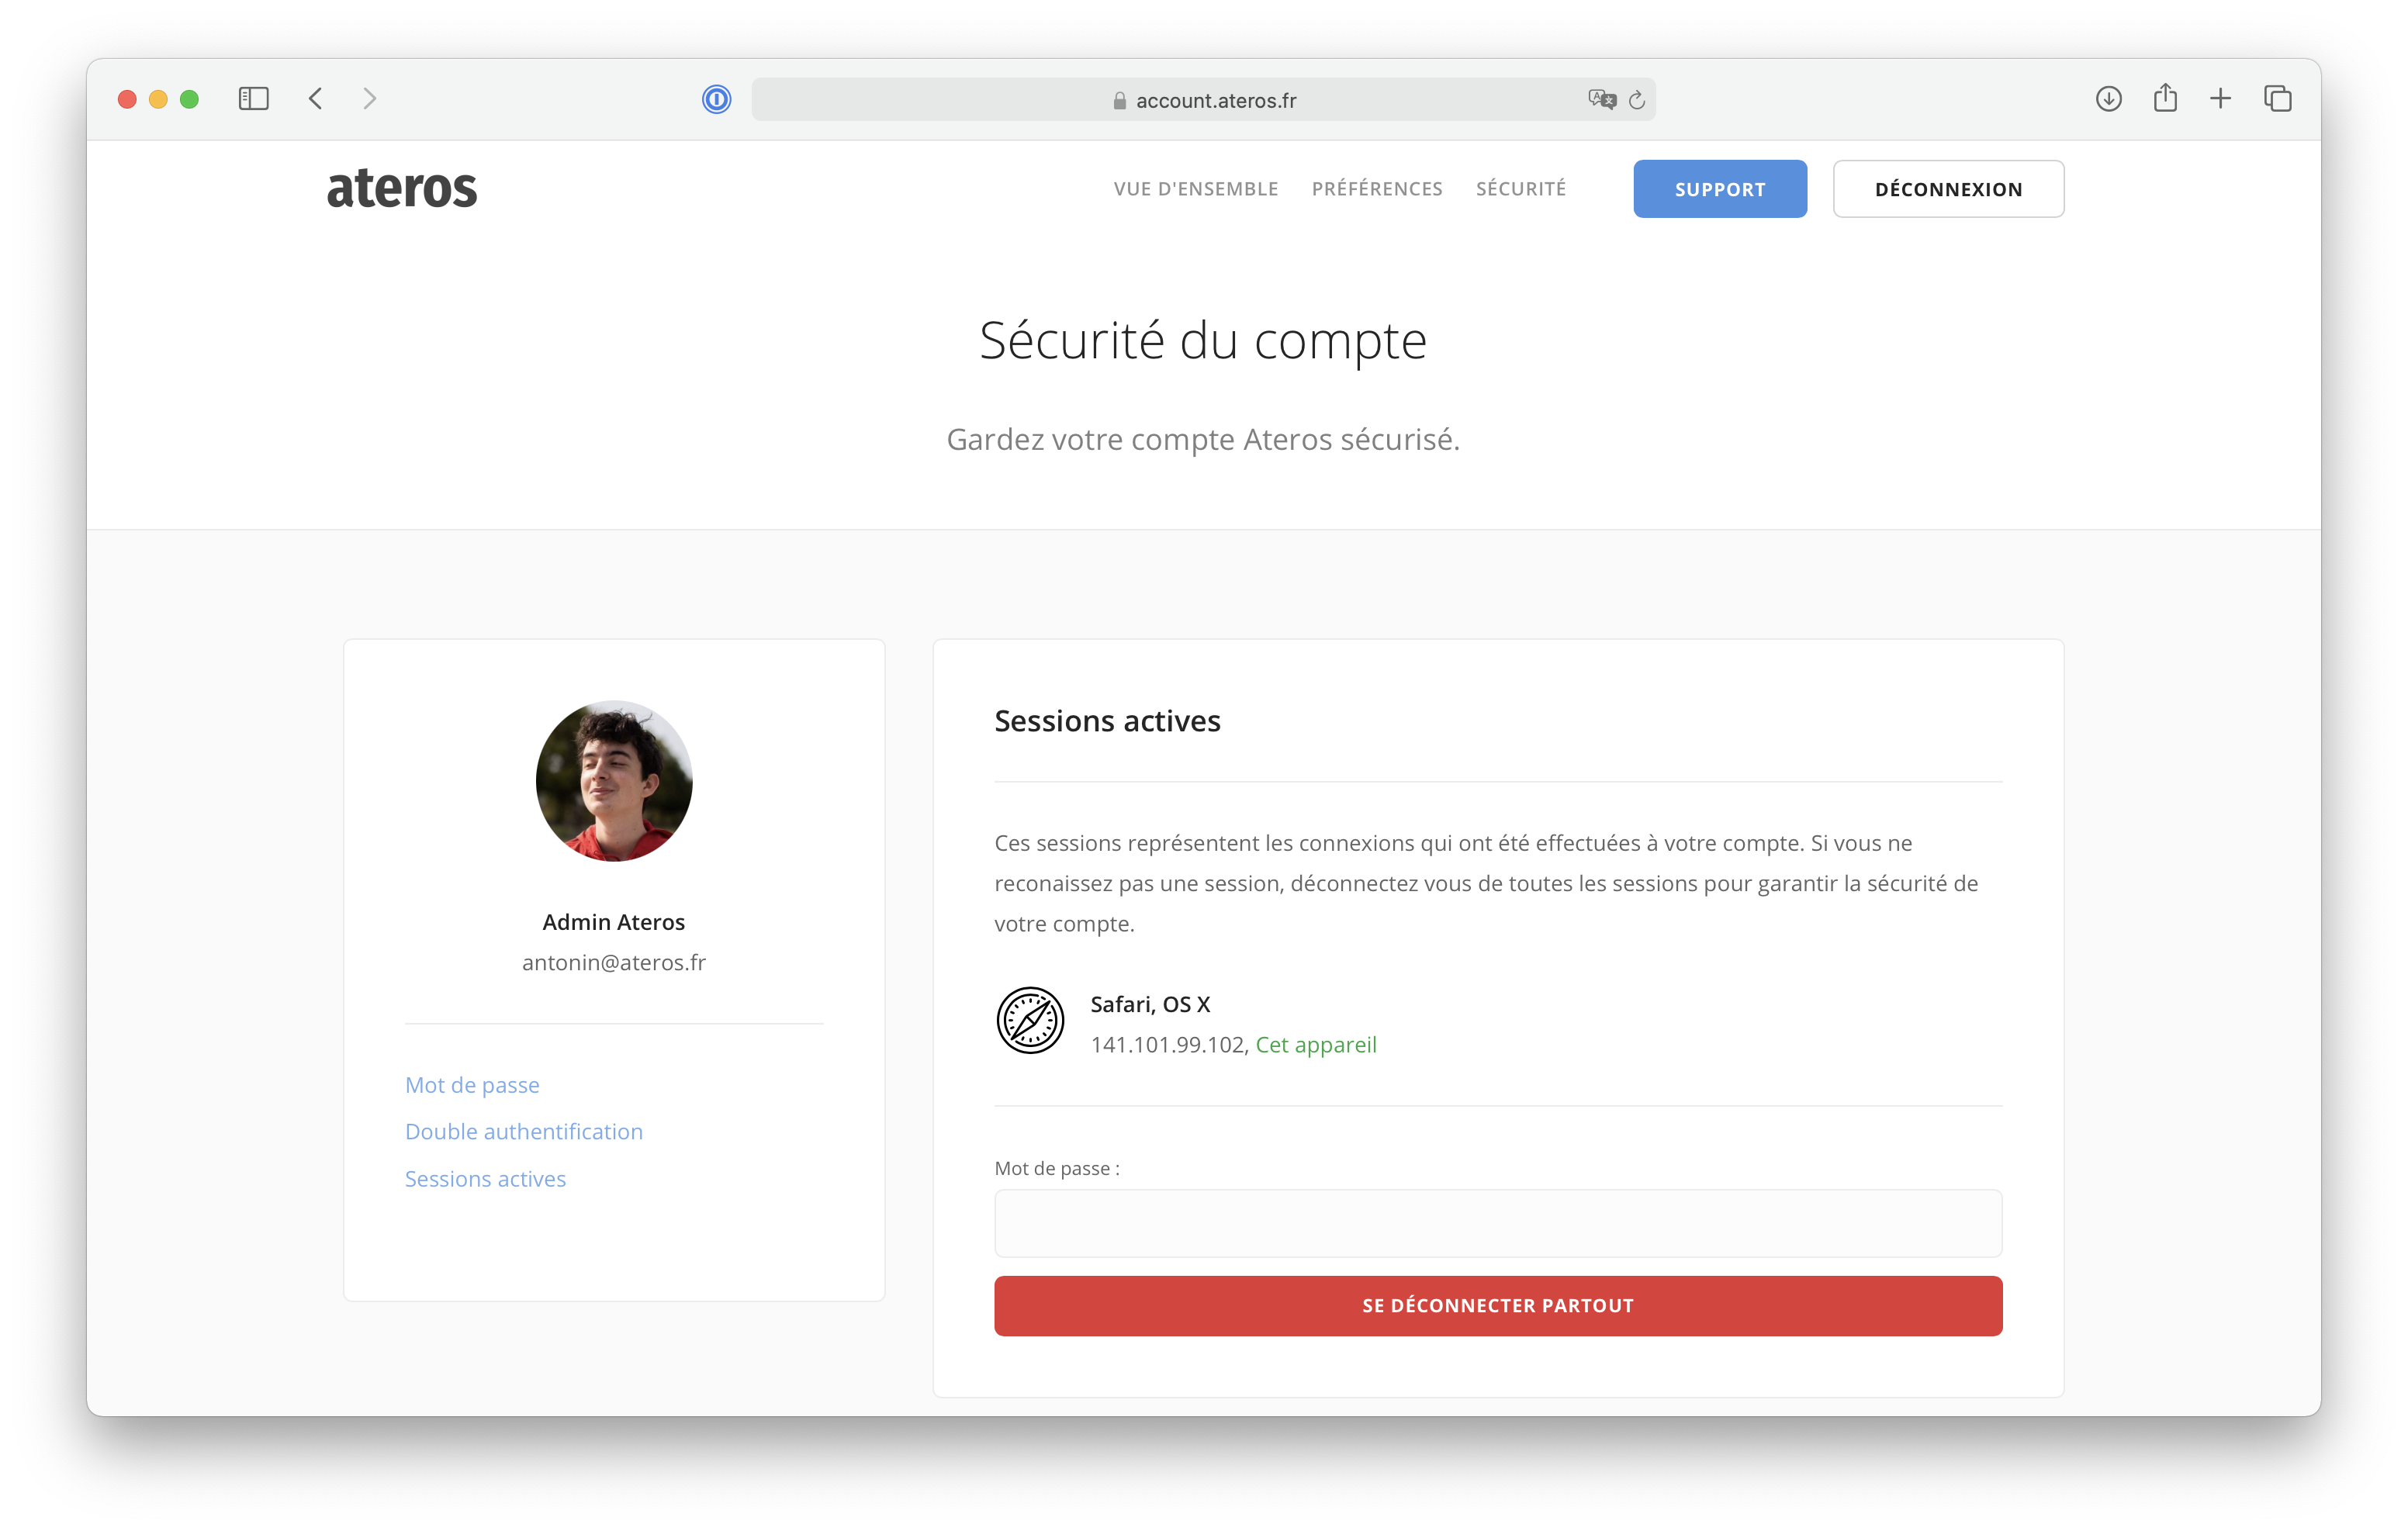 account.ateros.fr
ateros
VUE D'ENSEMBLE
PRÉFÉRENCES
SÉCURITÉ
SUPPORT
DÉCONNEXION
Sécurité du compte
Gardez votre compte Ateros sécurisé.
Admin Ateros
antonin@ateros.fr
Mot de passe
Double authentification
Sessions actives
Sessions actives
Ces sessions représentent les connexions qui ont été effectuées à votre compte. Si vous ne
reconaissez pas une session, déconnectez vous de toutes les sessions pour garantir la sécurité de
votre compte.
Safari, OS X
141.101.99.102, Cet appareil
Mot de passe :
SE DÉCONNECTER PARTOUT